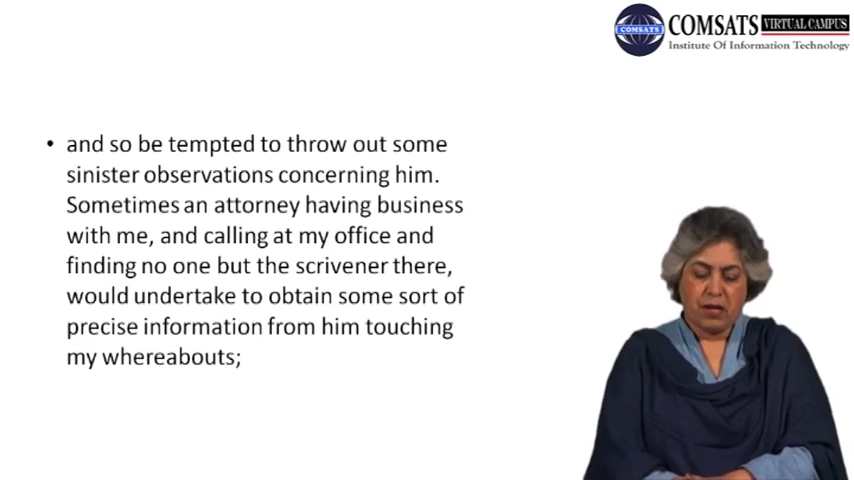 COMSATS
COMSATS VIRTUAL CAMPUS
Institute Of Information Technology
• and so be tempted to throw out some
sinister observations concerning him.
Sometimes an attorney having business
with me, and calling at my office and
finding no one but the scrivener there,
would undertake to obtain some sort of
precise information from him touching
my whereabouts;